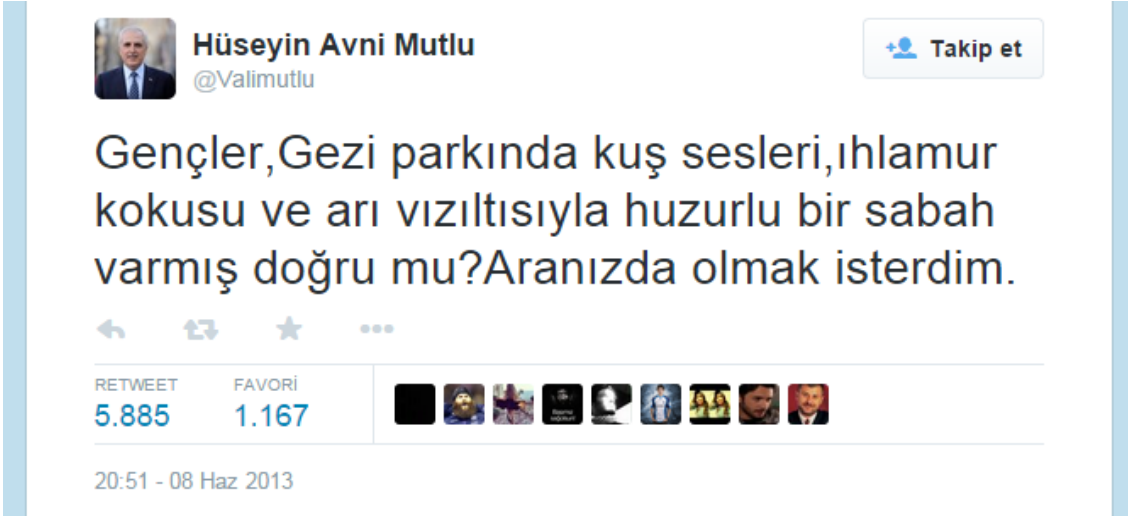 Hüseyin Avni Mutlu
@Valimutlu
Takip et
Gençler,Gezi parkında kuş sesleri,ıhlamur
kokusu ve arı vızıltısıyla huzurlu bir sabah
varmış doğru mu?Aranızda olmak isterdim.
RETWEET FAVORİ
5.885 1.167
20:51 - 08 Haz 2013